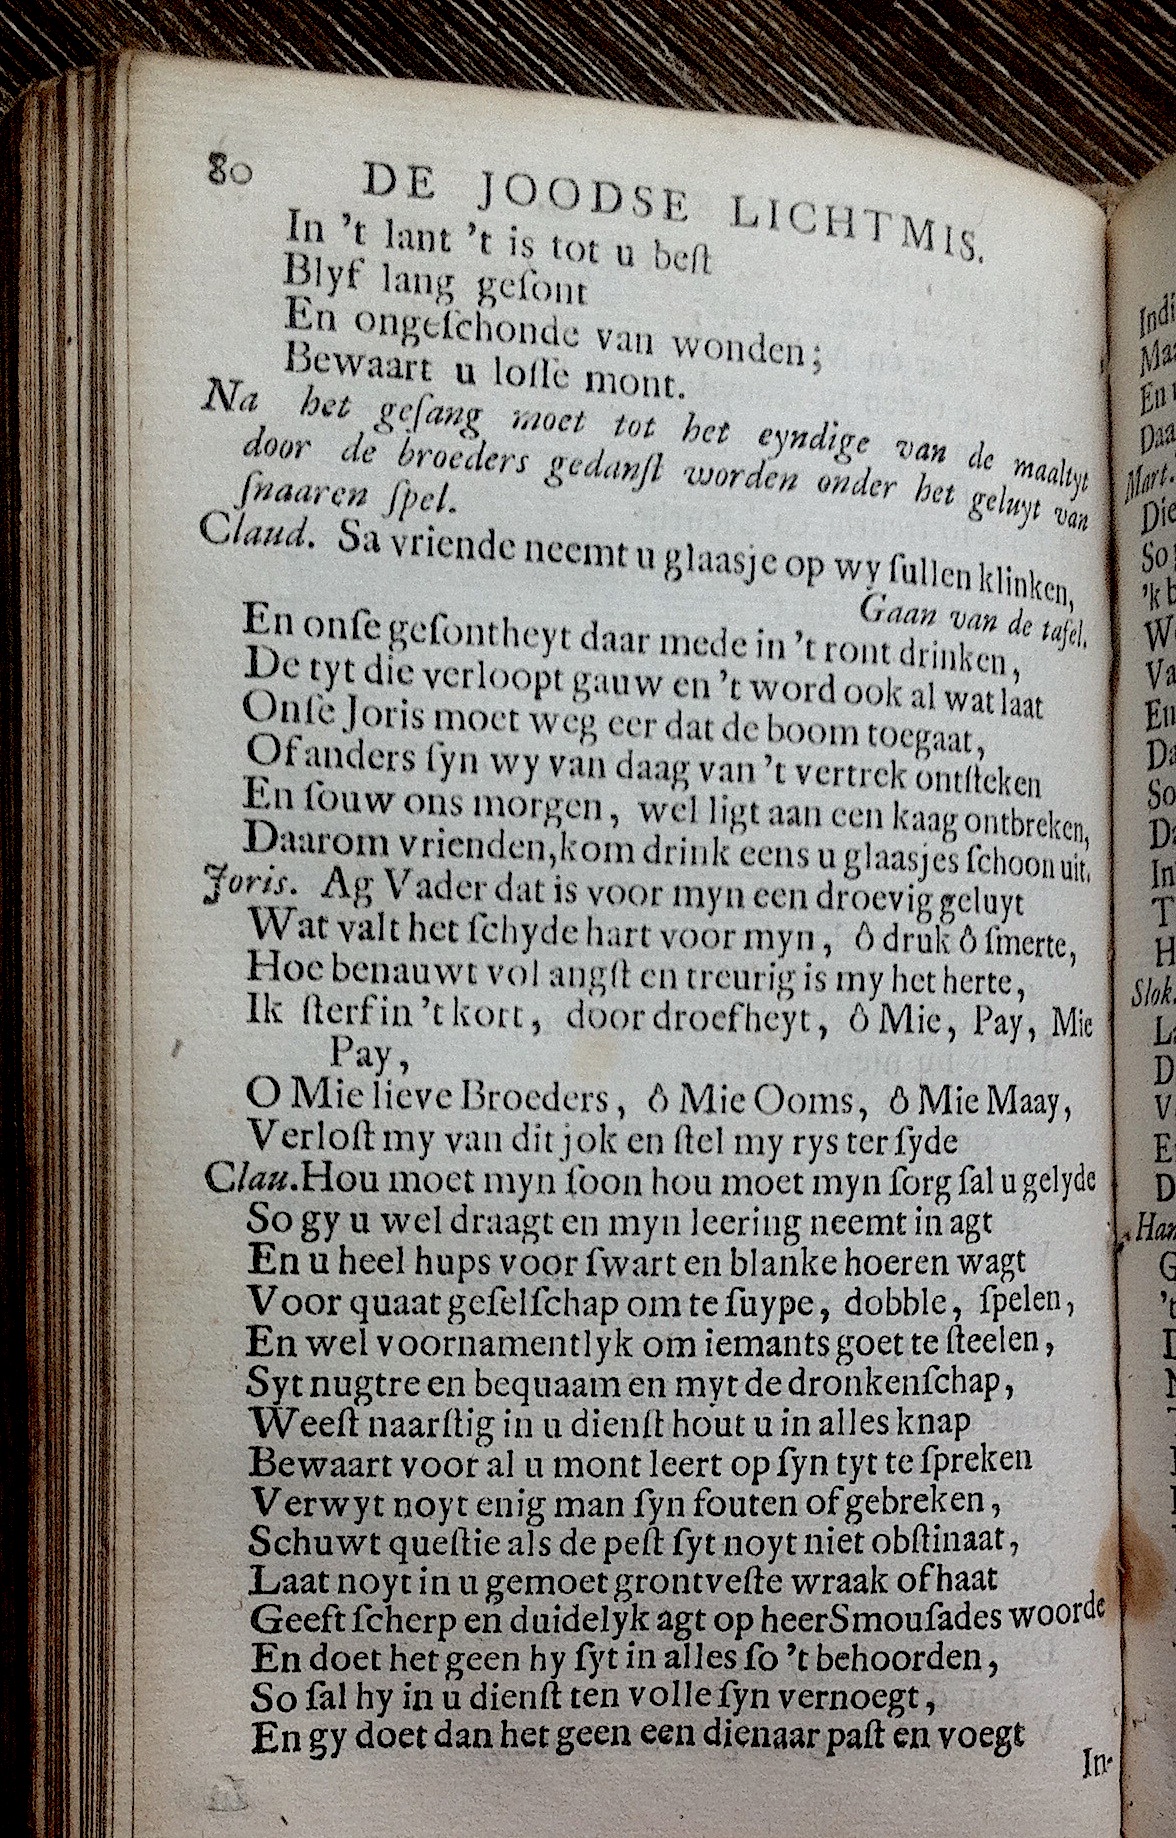 80 DE JOODSE LICHTMIS.
In 't lant 't is tot u beſt
Blyf lang geſont
En ongeſchonde van wonden;
Bewaart u loſſe mont.
Na het geſang moet tot het eyndige van de maaltyt
door de broeders gedanſt worden onder het geluyt van
ſnaaren ſpel.
Claud. Sa vriende neemt u glaasje op wy ſullen klinken,
Gaan van de tafel.
En onſe geſontheyt daar mede in 't ront drinken,
De tyt die verloopt gauw en 't word ook al wat laat
Onſe Joris moet weg eer dat de boom toegaat,
Of anders ſyn wy van daag van 't vertrek ontſteken
En ſouw ons morgen, wel ligt aan een kaag ontbreken,
Daarom vrienden, kom drink eens u glaasjes ſchoon uit.
Joris. Ag Vader dat is voor myn een droevig geluyt
Wat valt het ſchyde hart voor myn, ô druk ô ſmerte,
Hoe benauwt vol angſt en treurig is my het herte,
Ik ſterf in 't kort, door droefheyt, ô Mie, Pay, Mie
Pay,
O Mie lieve Broeders, ô Mie Ooms, ô Mie Maay,
Verloſt my van dit jok en ſtel my rys ter ſyde
Clau. Hou moet myn ſoon hou moet myn ſorg ſal u gelyde
So gy u wel draagt en myn leering neemt in agt
En u heel hups voor ſwart en blanke hoeren wagt
Voor quaat geſelſchap om te ſuype, dobble, ſpelen,
En wel voornamentlyk om iemants goet te ſteelen,
Syt nugtre en bequaam en myt de dronkenſchap,
Weeſt naarſtig in u dienſt hout u in alles knap
Bewaart voor al u mont leert op ſyn tyt te ſpreken
Verwyt noyt enig man ſyn fouten of gebreken,
Schuwt queſtie als de peſt ſyt noyt niet obſtinaat,
Laat noyt in u gemoet grontveſte wraak of haat
Geeft ſcherp en duidelyk agt op heer Smouſades woorde
En doet het geen hy ſyt in alles ſo 't behoorden,
So ſal hy in u dienſt ten volle ſyn vernoegt,
En gy doet dan het geen een dienaar paſt en voegt
In-
Indi
En
Daa
Mart.
Die
So
'k
Va
En
So
In
T
H
Slok.
D
V
D
Han
G